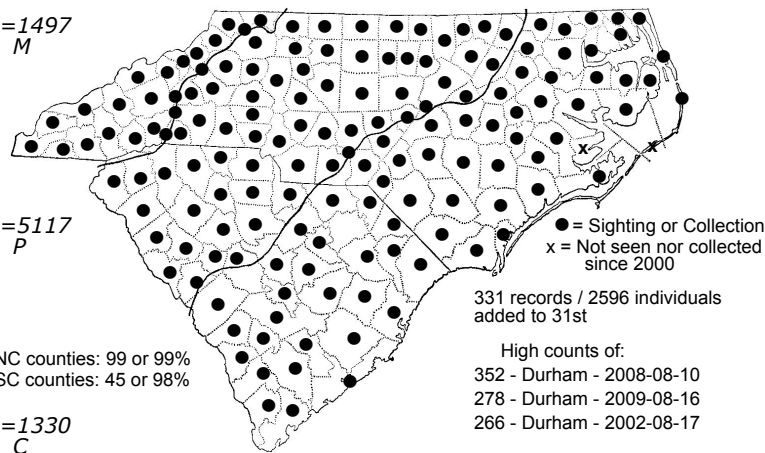 =1497
M
=5117
P
● = Sighting or Collection
x = Not seen nor collected
since 2000
x
x
331 records / 2596 individuals
added to 31st
NC counties: 99 or 99%
SC counties: 45 or 98%
High counts of:
352 - Durham - 2008-08-10
278 - Durham - 2009-08-16
266 - Durham - 2002-08-17
=1330
C